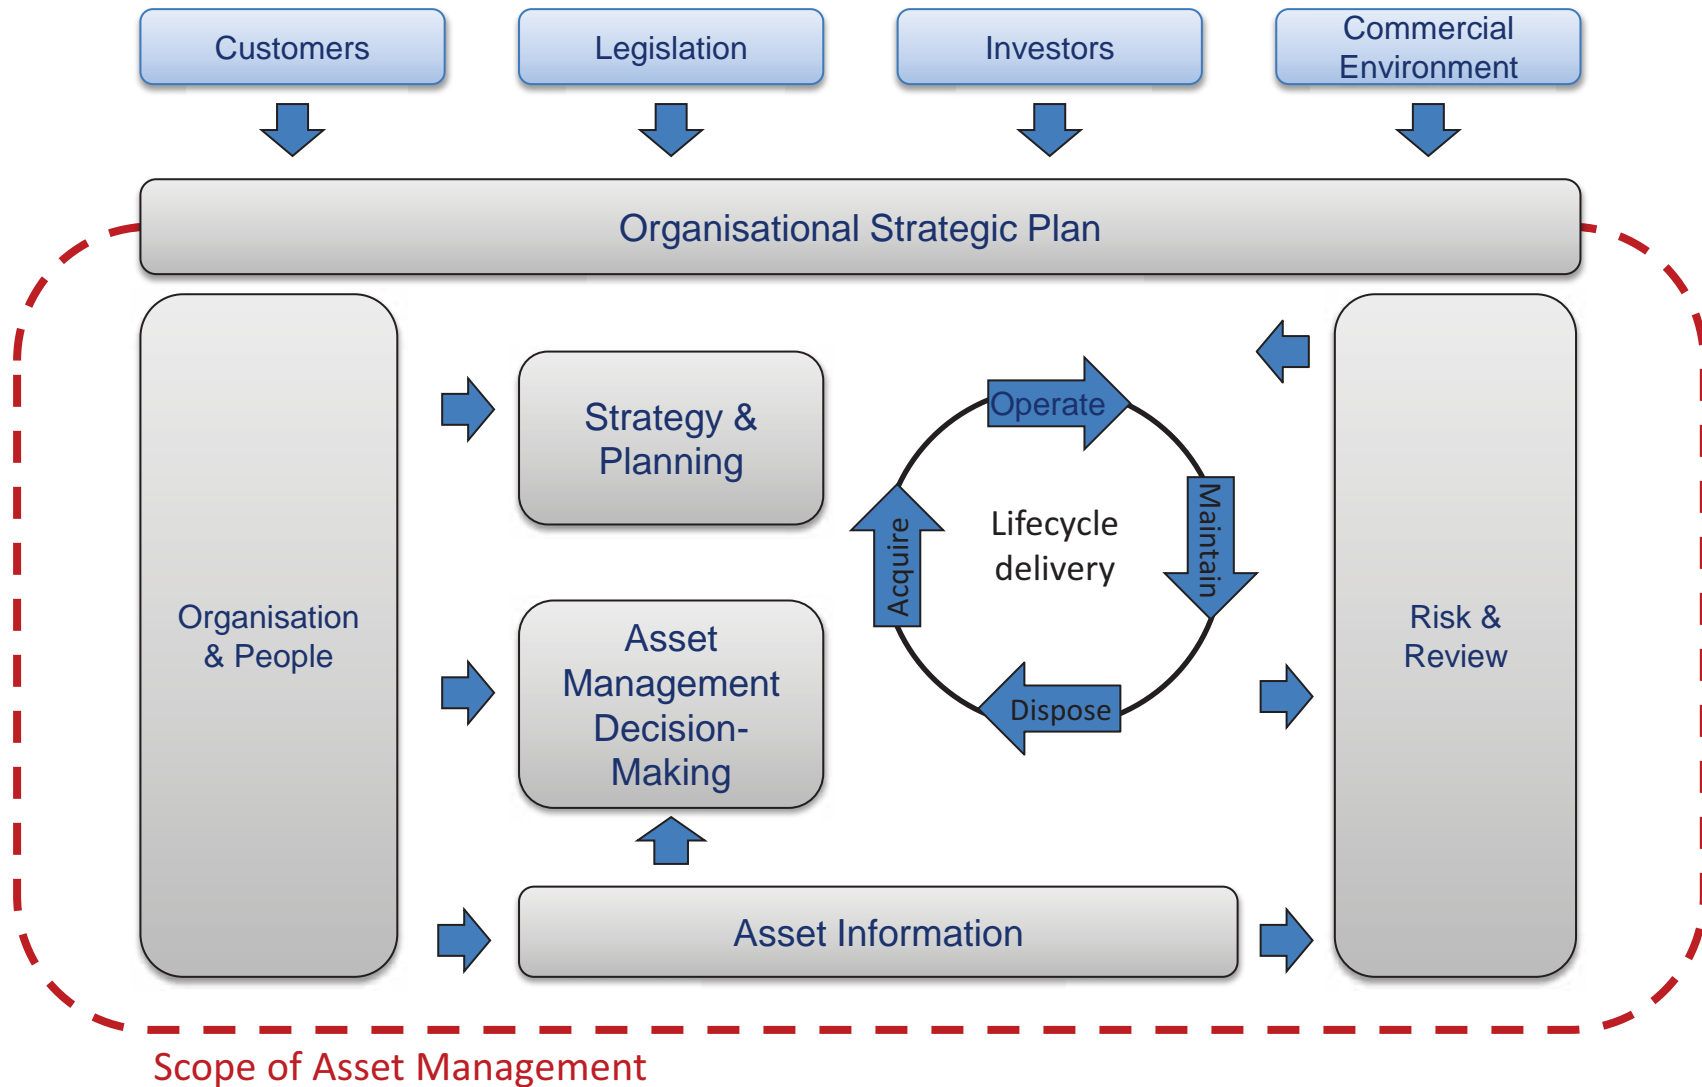 Customers
Legislation
Investors
Commercial
Environment
Organisational Strategic Plan
Organisation
& People
Strategy &
Planning
Asset
Management
Decision-
Making
Operate
Maintain
Dispose
Acquire
Lifecycle
delivery
Risk &
Review
Asset Information
Scope of Asset Management